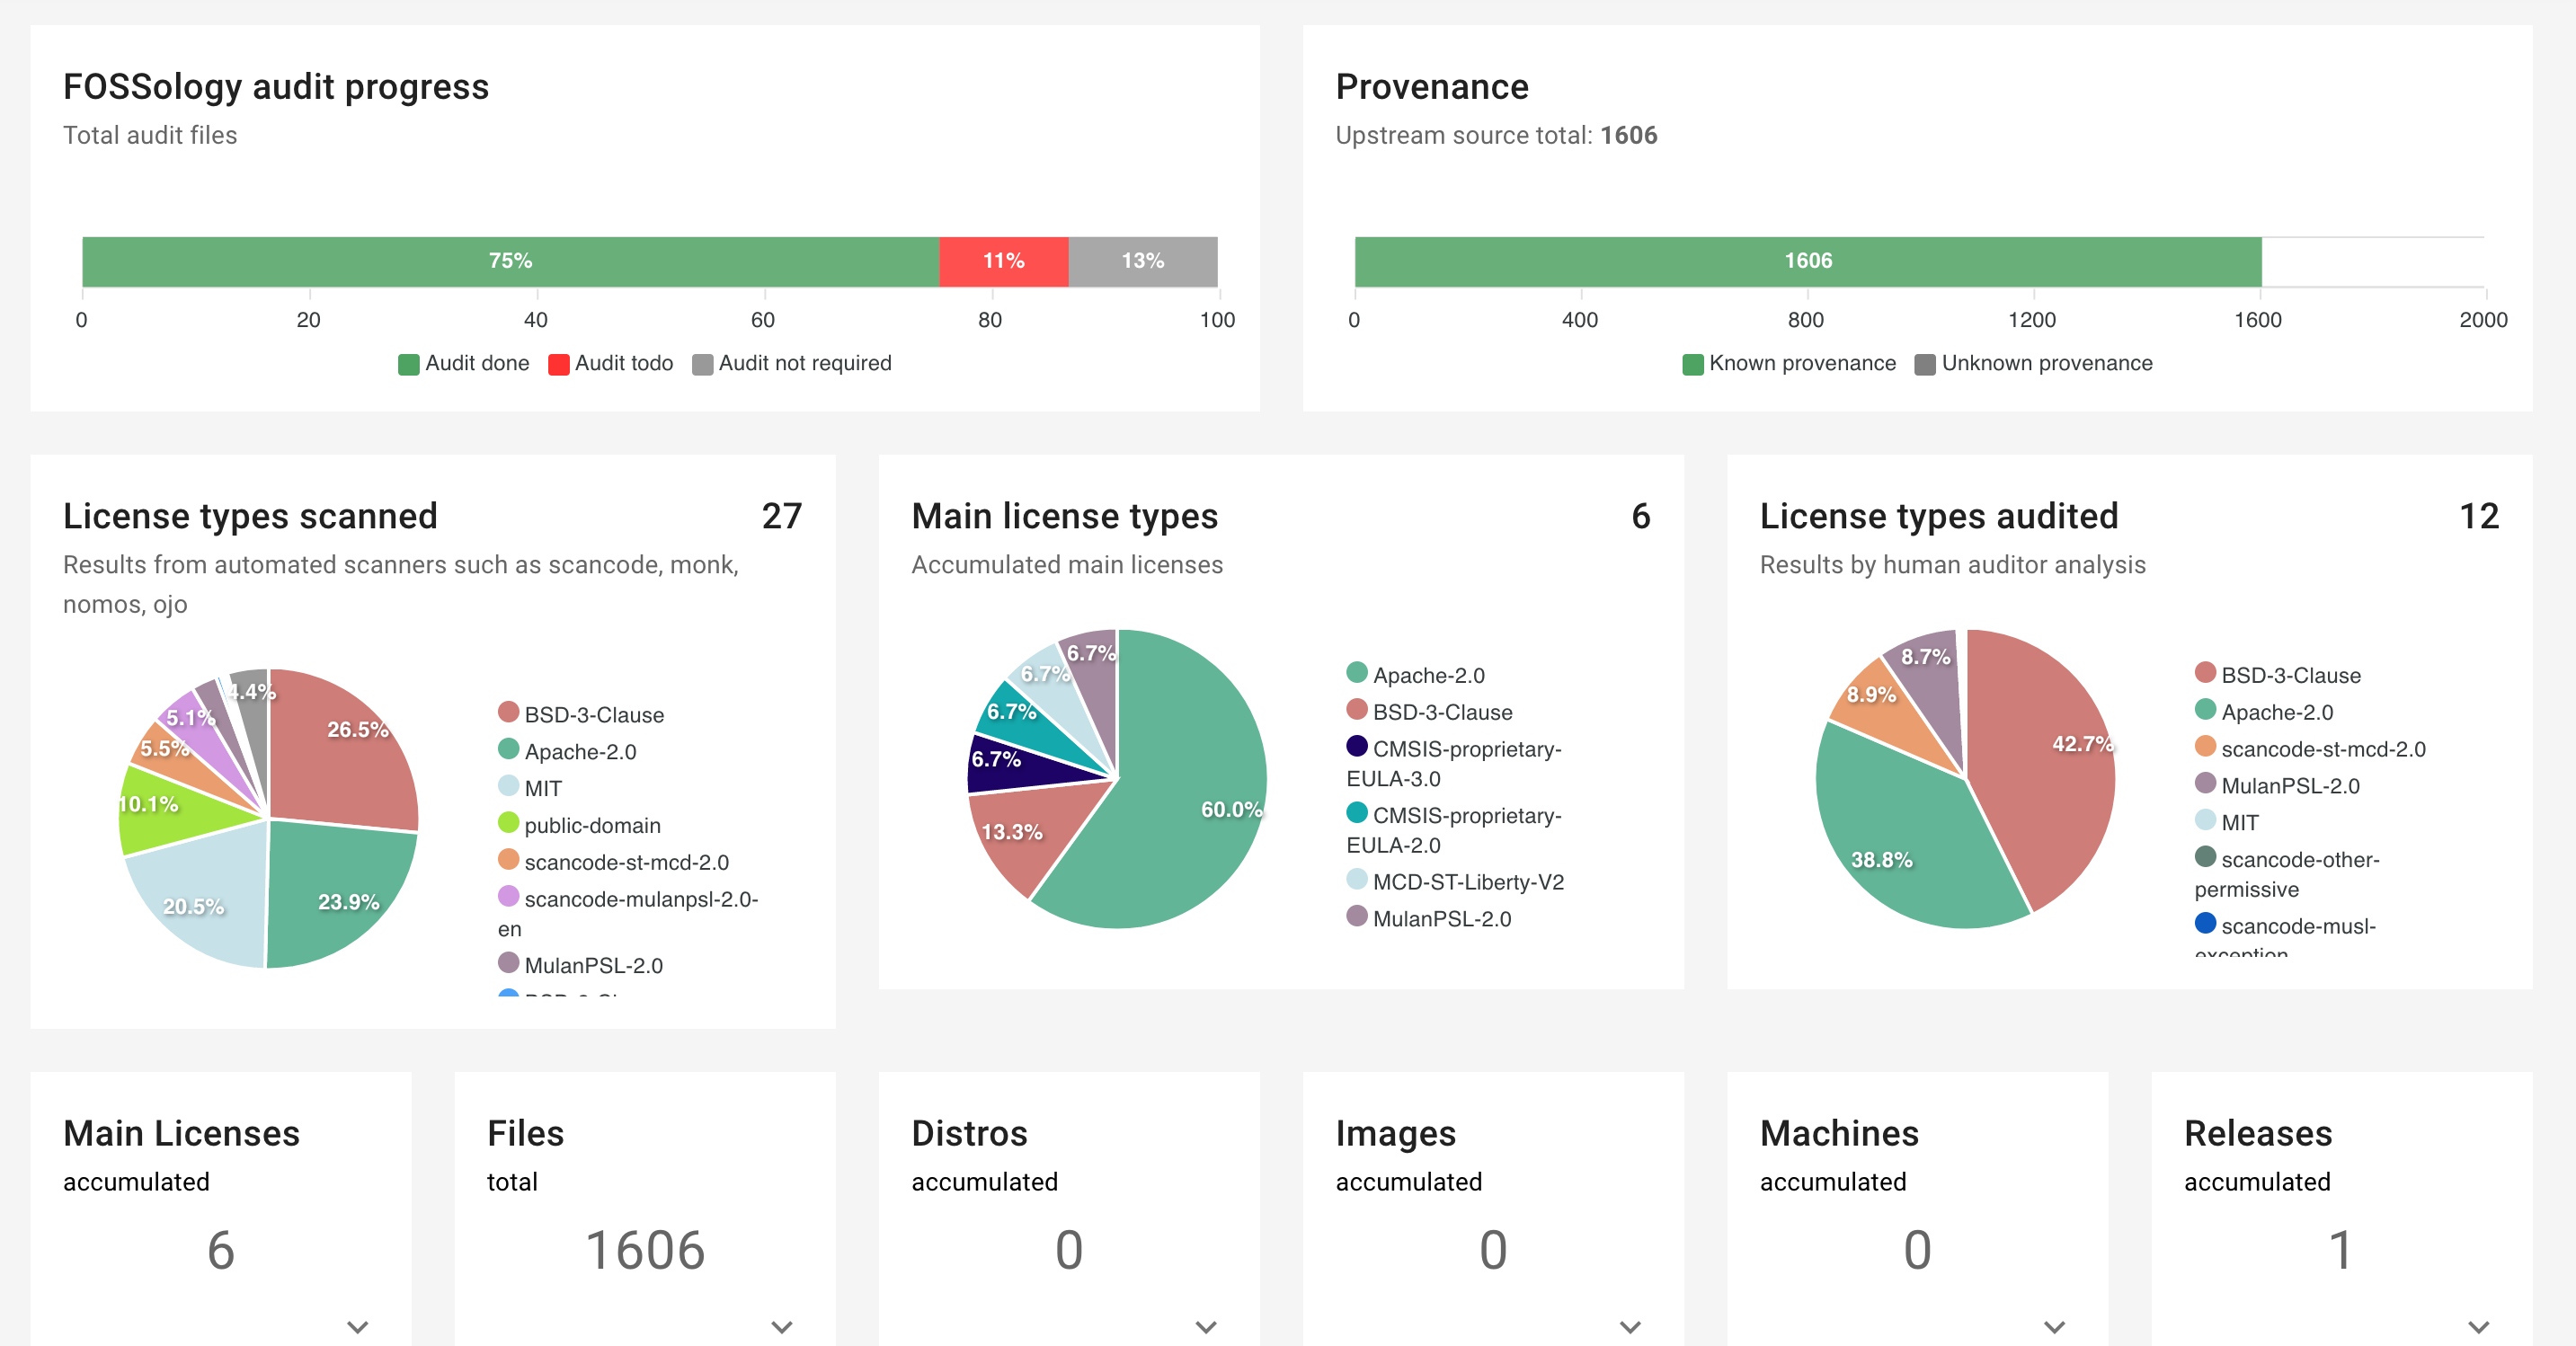 FOSSology audit progress
Total audit files
75%
11%
13%
0
20
40
60
80
100
Audit done
Audit todo
Audit not required
Provenance
Upstream source total: 1606
1606
0
400
800
1200
1600
2000
Known provenance
Unknown provenance
License types scanned
27
Results from automated scanners such as scancode, monk,
nomos, ojo
26.5%
23.9%
20.5%
10.1%
5.5%
5.1%
4.4%
BSD-3-Clause
Apache-2.0
MIT
public-domain
scancode-st-mcd-2.0
scancode-mulanpsl-2.0-
en
MulanPSL-2.0
Main license types
6
Accumulated main licenses
60.0%
13.3%
6.7%
6.7%
6.7%
6.7%
Apache-2.0
BSD-3-Clause
CMSIS-proprietary-
EULA-3.0
CMSIS-proprietary-
EULA-2.0
MCD-ST-Liberty-V2
MulanPSL-2.0
License types audited
12
Results by human auditor analysis
42.7%
38.8%
8.9%
8.7%
BSD-3-Clause
Apache-2.0
scancode-st-mcd-2.0
MulanPSL-2.0
MIT
scancode-other-
permissive
scancode-musl-
exception
Main Licenses
accumulated
6
Files
total
1606
Distros
accumulated
0
Images
accumulated
0
Machines
accumulated
0
Releases
accumulated
1